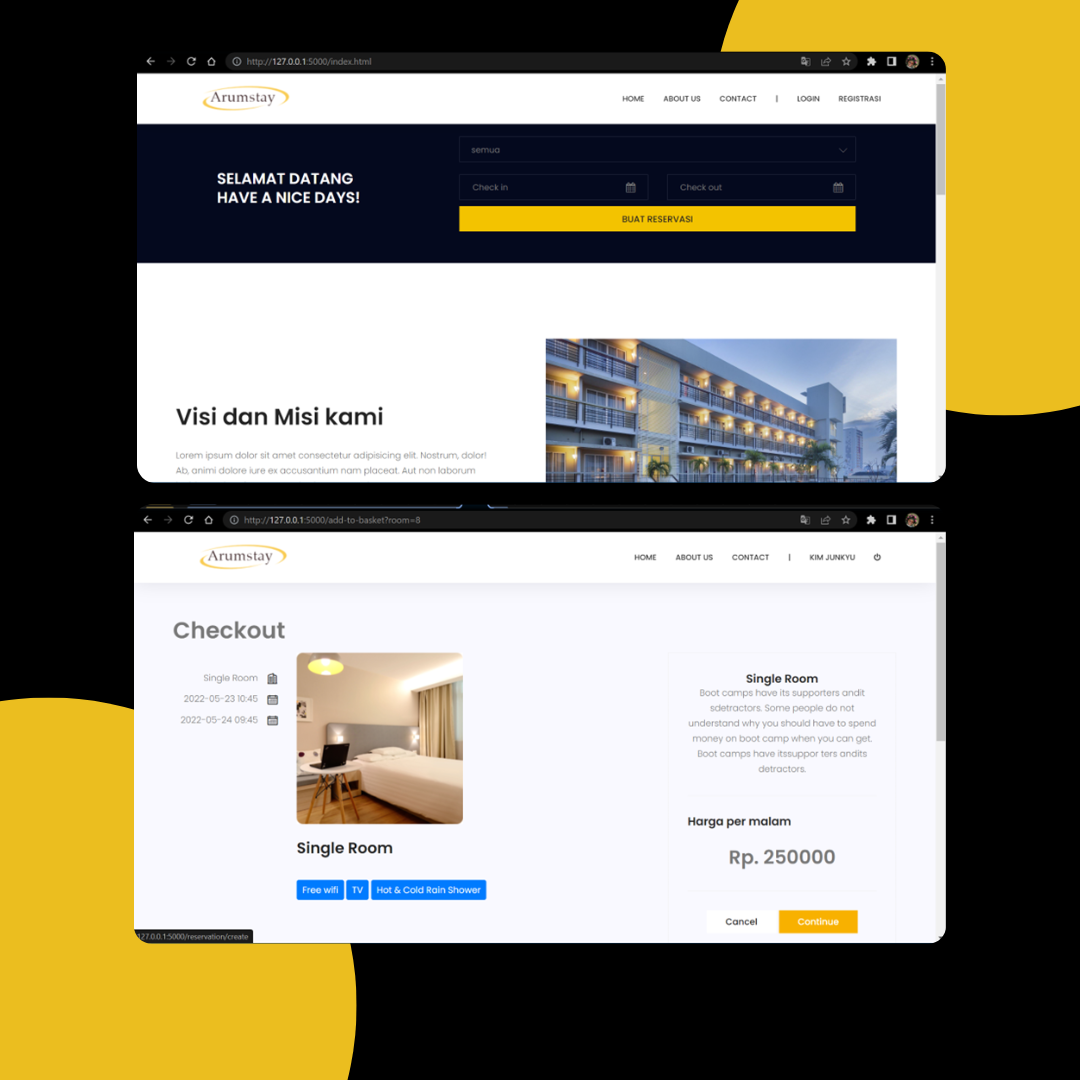 http://127.0.0.1:5000/index.html
Arumstay
HOME ABOUT US CONTACT | LOGIN REGISTRASI
semua
SELAMAT DATANG
HAVE A NICE DAYS!
Check in
Check out
BUAT RESERVASI
Visi dan Misi kami
Lorem ipsum dolor sit amet consectetur adipisicing elit. Nostrum, dolor!
Ab, animi dolore iure ex accusantium nam placeat. Aut non laborum
http://127.0.0.1:5000/add-to-basket?room=8
Arumstay
HOME ABOUT US CONTACT | KIM JUNKYU
Checkout
Single Room
2022-05-23 10:45
2022-05-24 09:45
Single Room
Free wifi
TV
Hot & Cold Rain Shower
Single Room
Boot camps have its supporters andit
sdetractors. Some people do not
understand why you should have to spend
money on boot camp when you can get.
Boot camps have itssuppor ters andits
detractors.
Harga per malam
Rp. 250000
Cancel
Continue
127.0.0.1:5000/reservation/create